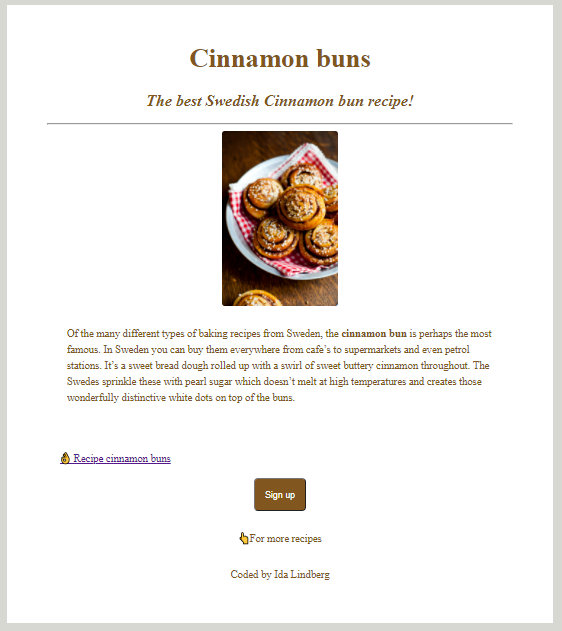 Cinnamon buns
The best Swedish Cinnamon bun recipe!
Of the many different types of baking recipes from Sweden, the cinnamon bun is perhaps the most
famous. In Sweden you can buy them everywhere from cafe’s to supermarkets and even petrol
stations. It’s a sweet bread dough rolled up with a swirl of sweet buttery cinnamon throughout. The
Swedes sprinkle these with pearl sugar which doesn’t melt at high temperatures and creates those
wonderfully distinctive white dots on top of the buns.
👌 Recipe cinnamon buns
Sign up
👆For more recipes
Coded by Ida Lindberg